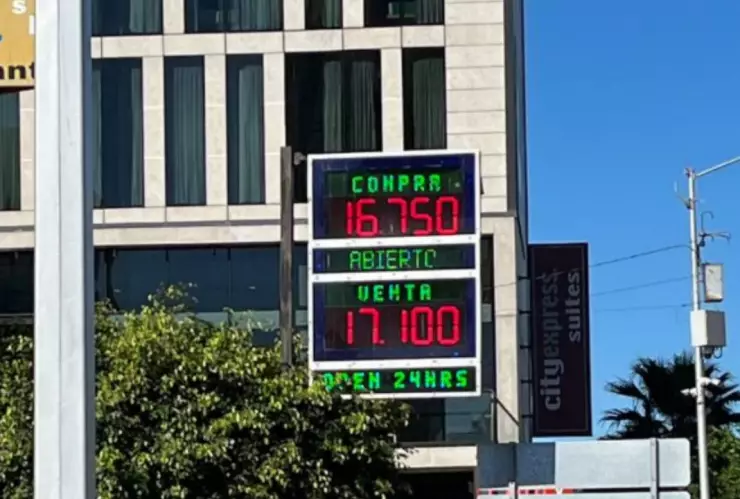 COMPRA
16.750
ABIERTO
VENTA
17.100
OPEN 24HRS
cityexpress
suites